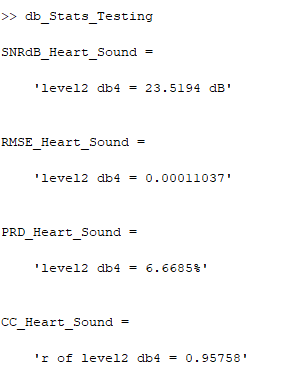 >> db_Stats_Testing
SNRdB_Heart_Sound =
'level2 db4 = 23.5194 dB'
RMSE_Heart_Sound =
'level2 db4 = 0.00011037'
PRD_Heart_Sound =
'level2 db4 = 6.6685%'
CC_Heart_Sound =
'r of level2 db4 = 0.95758'